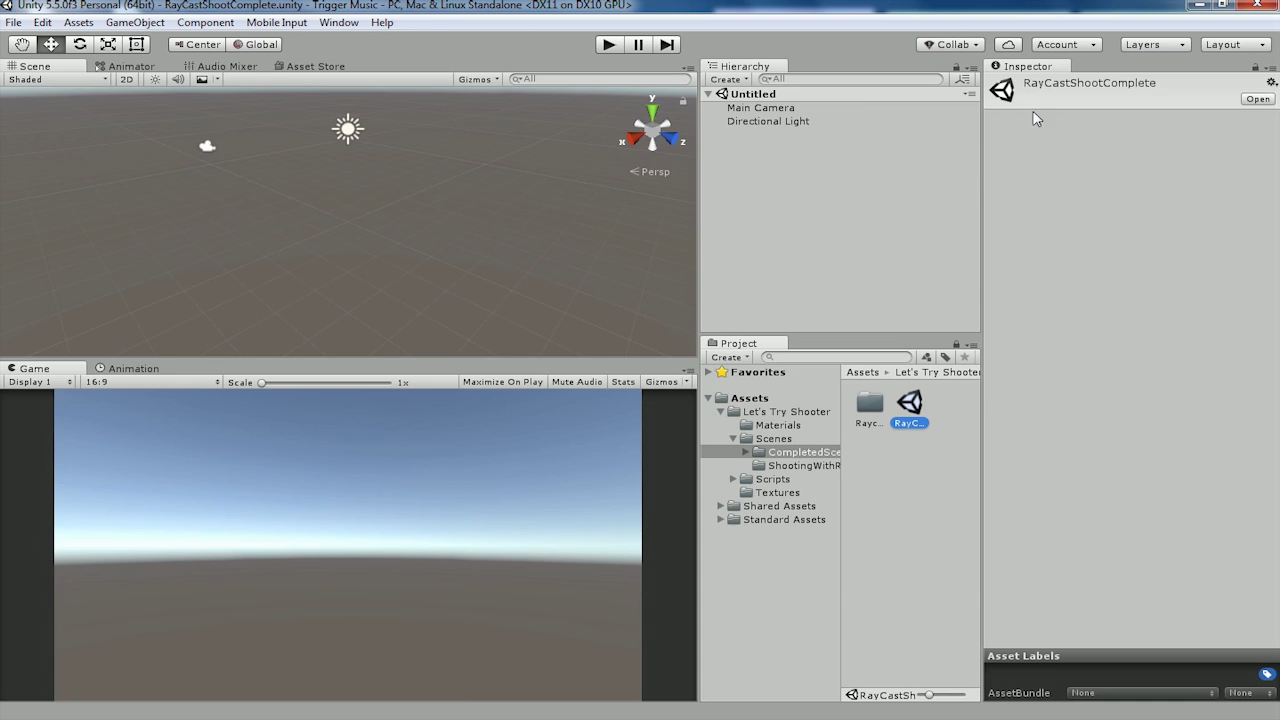 Unity 5.5.0f3 Personal (64bit) - RayCastShootComplete.unity - Trigger Music - PC, Mac & Linux Standalone <DX11 on DX10 GPU>
File Edit Assets GameObject Component Mobile Input Window Help
Center Global Collab Account Layers Layout
Scene Animator Audio Mixer Asset Store
Shaded 2D Gizmos All
y
x z
Persp
Hierarchy
Create All
Untitled
Main Camera
Directional Light
Inspector
RayCastShootComplete
Open
Game Animation
Display 1 16:9 Scale 1x Maximize On Play Mute Audio Stats Gizmos
Project
Create
Favorites
Assets
Let's Try Shooter
Materials
Scenes
CompletedSce
ShootingWithR
Scripts
Textures
Shared Assets
Standard Assets
Assets Let's Try Shooter
Rayc... RayC...
RayCastSh
Asset Labels
AssetBundle None None